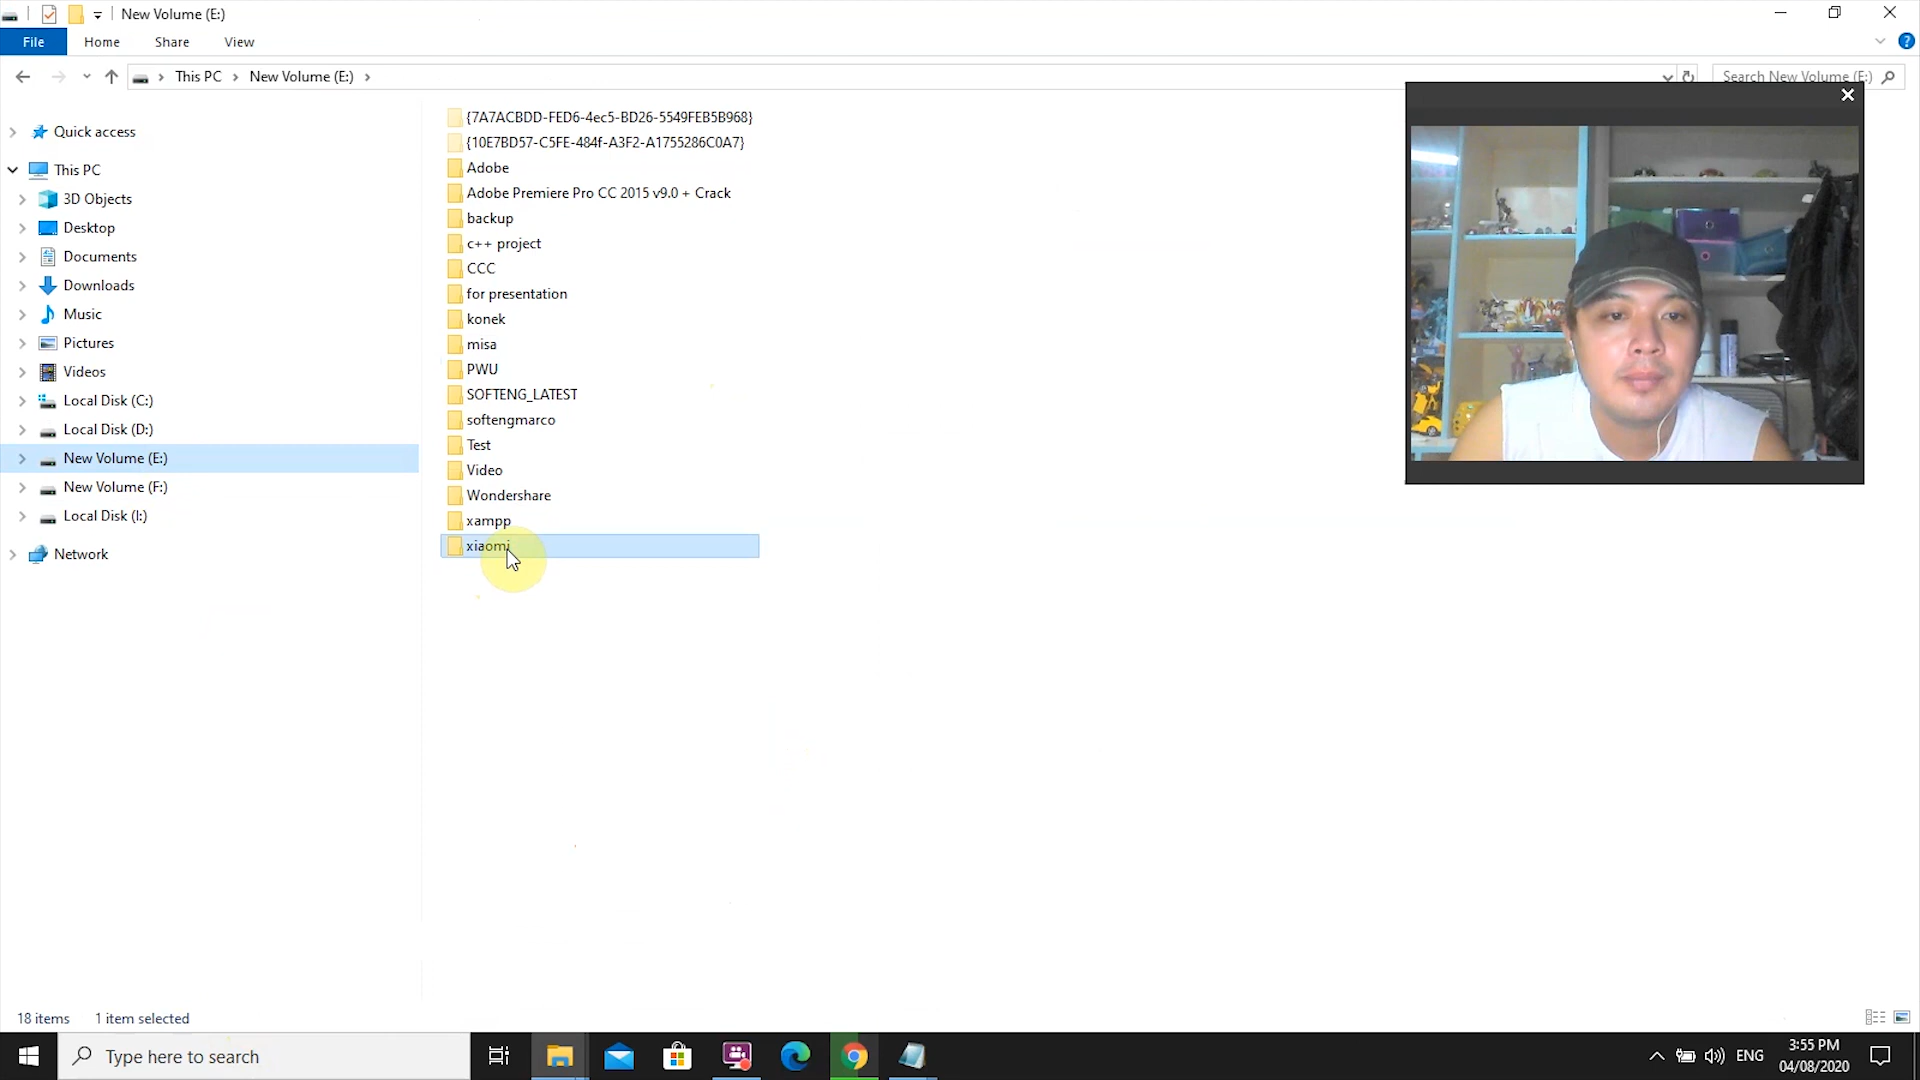 New Volume (E:)
File
Home
Share
View
This PC
New Volume (E:)
Search New Volume (E:)
Quick access
This PC
3D Objects
Desktop
Documents
Downloads
Music
Pictures
Videos
Local Disk (C:)
Local Disk (D:)
New Volume (E:)
New Volume (F:)
Local Disk (I:)
Network
{7A7ACBDD-FED6-4ec5-BD26-5549FEB5B968}
{10E7BD57-C5FE-484f-A3F2-A1755286C0A7}
Adobe
Adobe Premiere Pro CC 2015 v9.0 + Crack
backup
c++ project
CCC
for presentation
konek
misa
PWU
SOFTENG_LATEST
softengmarco
Test
Video
Wondershare
xampp
xiaomi
18 items
1 item selected
Type here to search
ENG
3:55 PM
04/08/2020